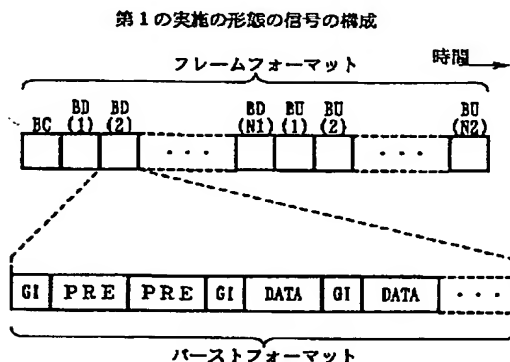 第1の実施の形態の信号の構成
フレームフォーマット
時間
BC BD(1) BD(2) ... BD(N1) BU(1) BU(2) ... BU(N2)
GI PRE PRE GI DATA GI DATA ...
バーストフォーマット